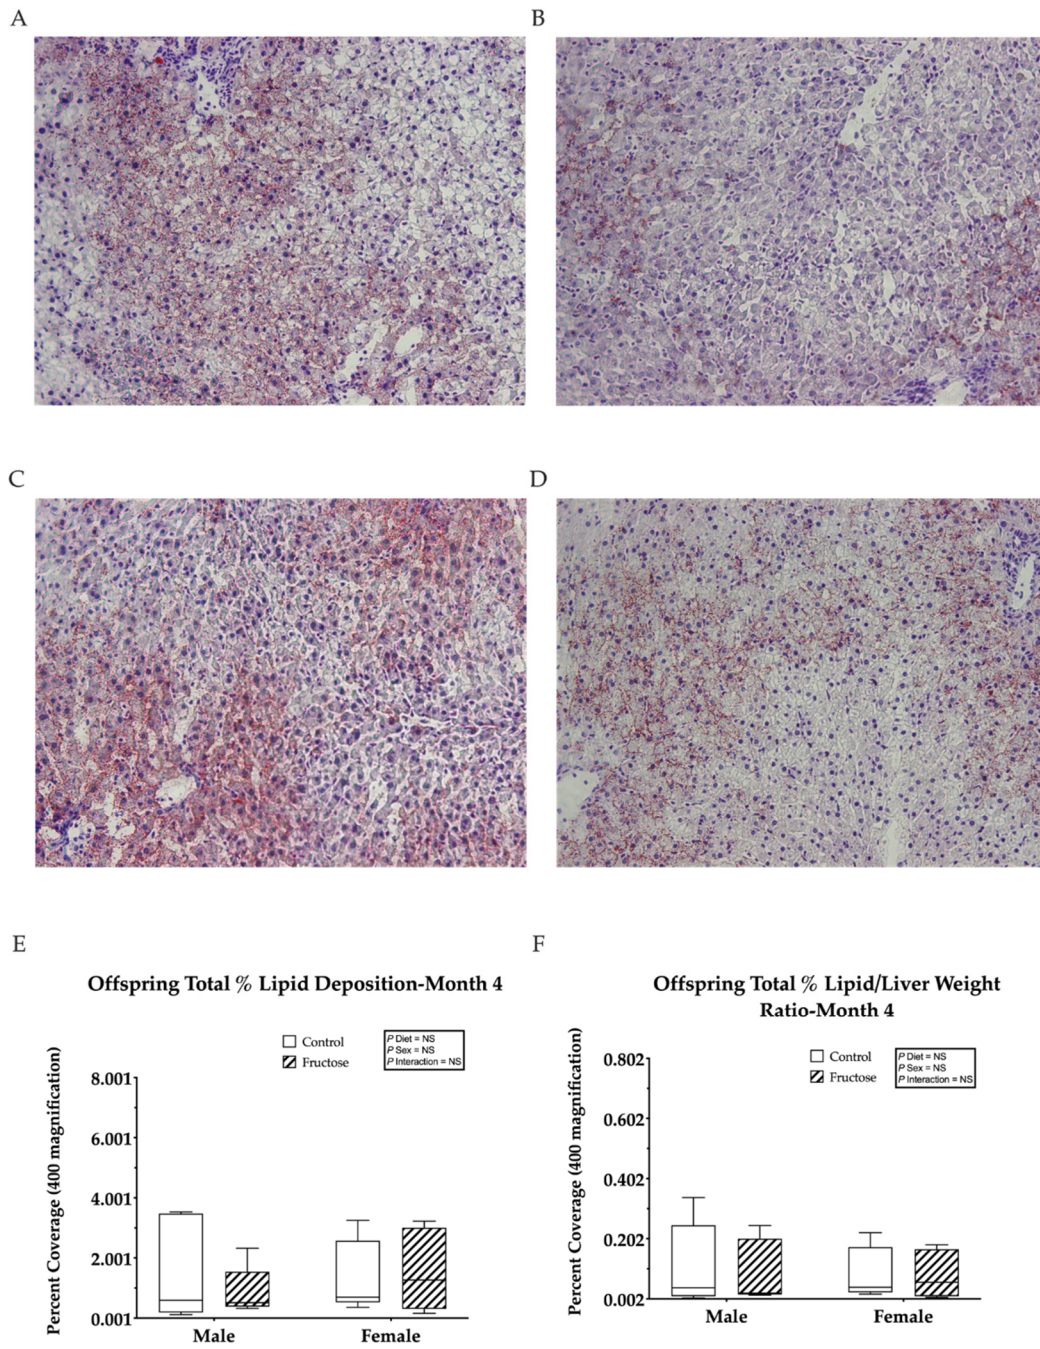 A
B
C
D
E
F
Offspring Total % Lipid Deposition-Month 4
Control
Fructose
P Diet = NS
P Sex = NS
P Interaction = NS
Percent Coverage (400 magnification)
8.001
6.001
4.001
2.001
0.001
Male
Female
Offspring Total % Lipid/Liver Weight
Ratio-Month 4
Control
Fructose
P Diet = NS
P Sex = NS
P Interaction = NS
Percent Coverage (400 magnification)
0.802
0.602
0.402
0.202
0.002
Male
Female